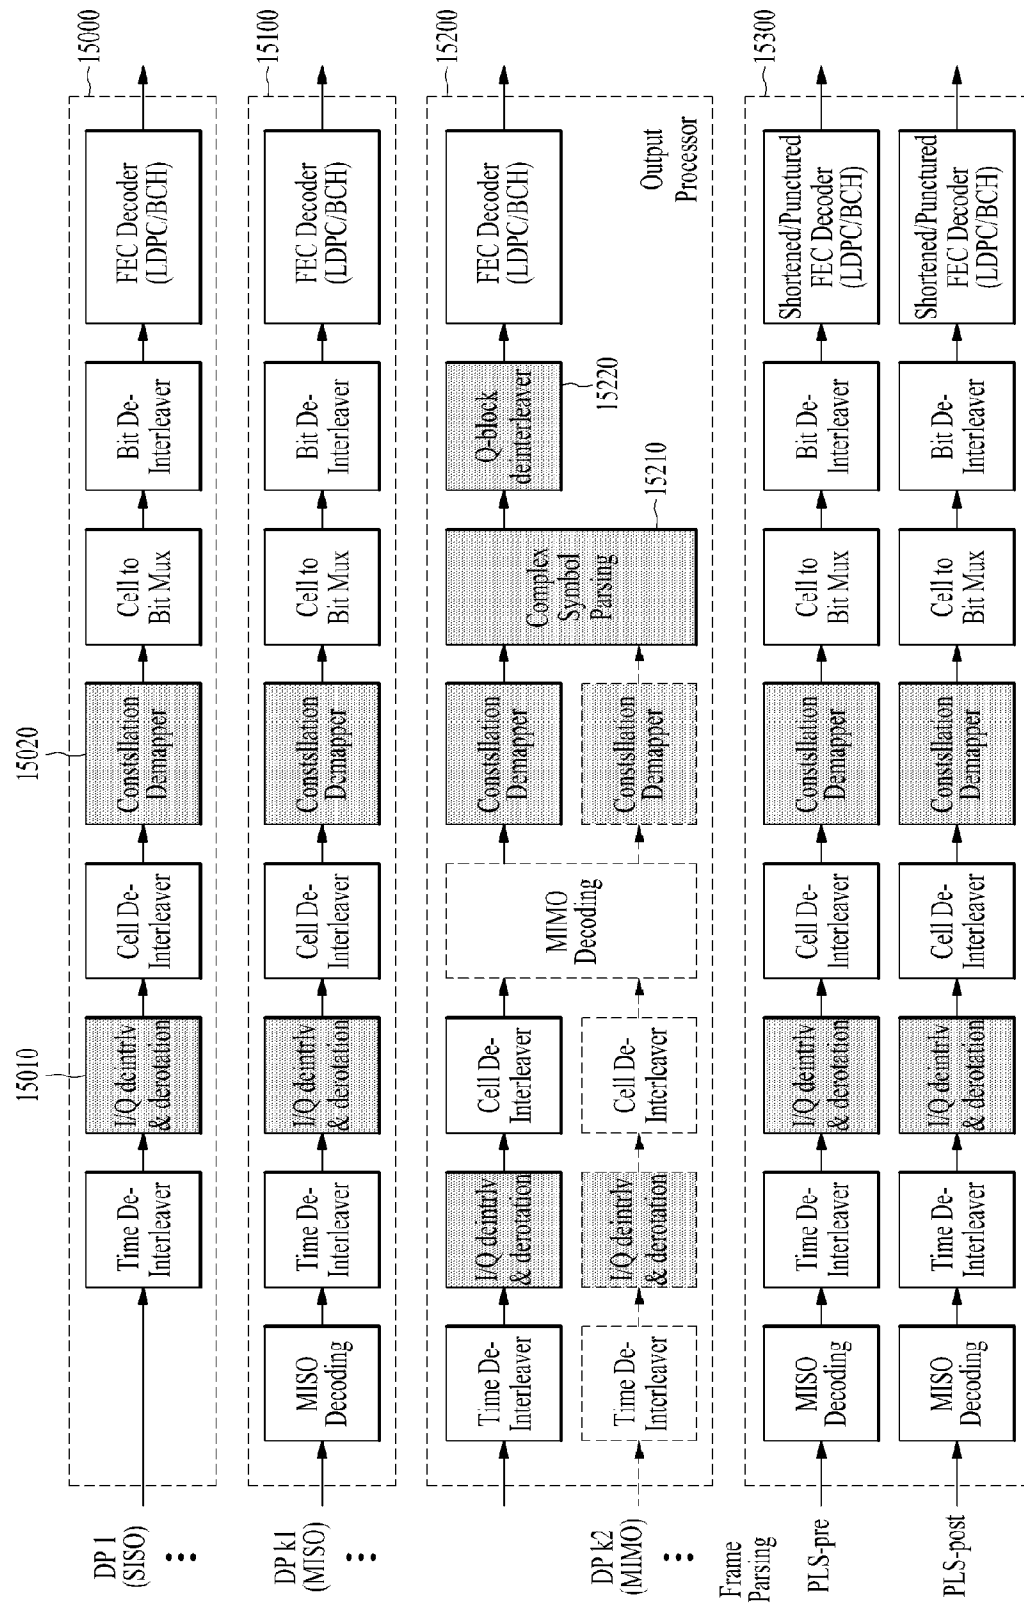 DP 1
(SISO)
15000
Time De-
Interleaver
15010
I/Q deintrlv
& derotation
Cell De-
Interleaver
15020
Constsllation
Demapper
Cell to
Bit Mux
Bit De-
Interleaver
FEC Decoder
(LDPC/BCH)
DP k1
(MISO)
15100
MISO
Decoding
Time De-
Interleaver
I/Q deintrlv
& derotation
Cell De-
Interleaver
Constsllation
Demapper
Cell to
Bit Mux
Bit De-
Interleaver
FEC Decoder
(LDPC/BCH)
15200
Time De-
Interleaver
I/Q deintrlv
& derotation
Cell De-
Interleaver
MIMO
Decoding
Constsllation
Demapper
Complex
Symbol
Parsing
15210
Q-block
deinterleaver
15220
FEC Decoder
(LDPC/BCH)
DP k2
(MIMO)
Time De-
Interleaver
I/Q deintrlv
& derotation
Cell De-
Interleaver
Constsllation
Demapper
Output
Processor
Frame
Parsing
15300
PLS-pre
MISO
Decoding
Time De-
Interleaver
I/Q deintrlv
& derotation
Cell De-
Interleaver
Constsllation
Demapper
Cell to
Bit Mux
Bit De-
Interleaver
Shortened/Punctured
FEC Decoder
(LDPC/BCH)
PLS-post
MISO
Decoding
Time De-
Interleaver
I/Q deintrlv
& derotation
Cell De-
Interleaver
Constsllation
Demapper
Cell to
Bit Mux
Bit De-
Interleaver
Shortened/Punctured
FEC Decoder
(LDPC/BCH)